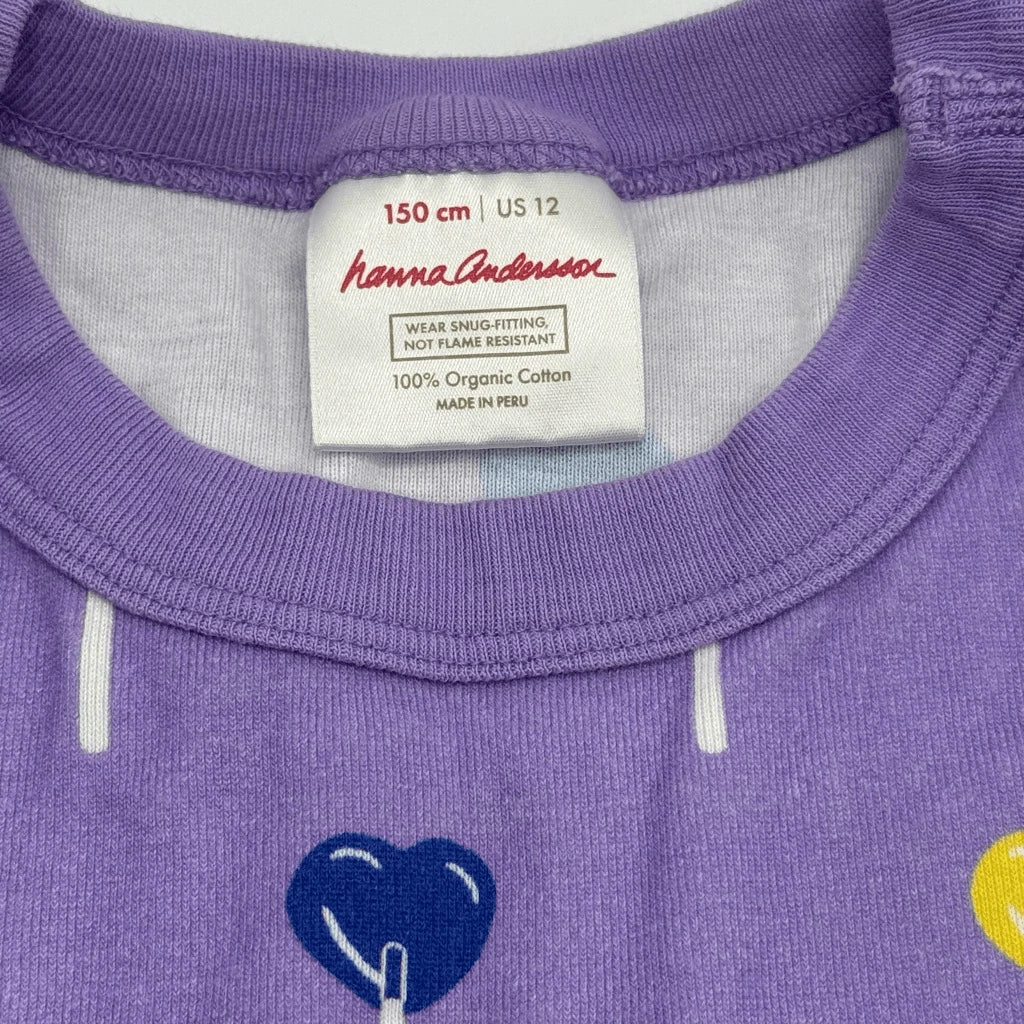 150 cm | US 12
hanna Andersson
WEAR SNUG-FITTING,
NOT FLAME RESISTANT
100% Organic Cotton
MADE IN PERU